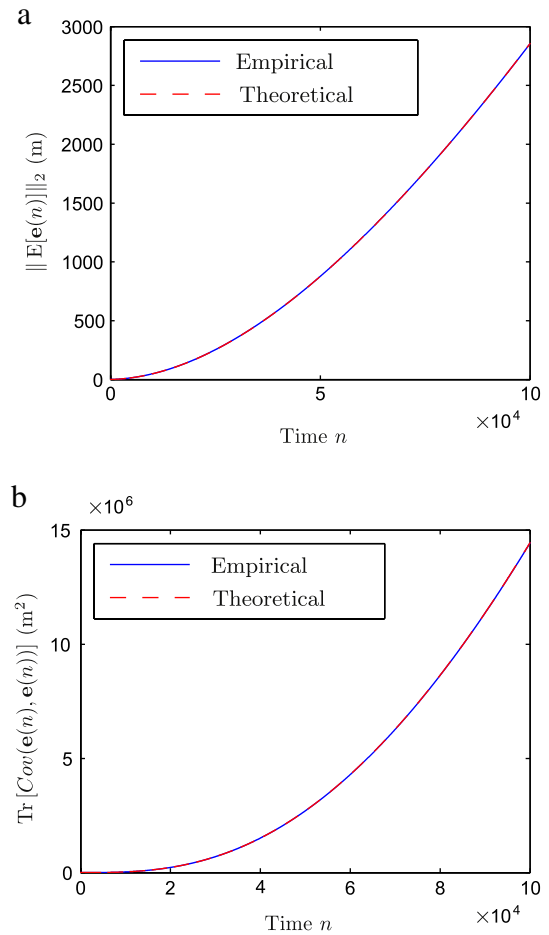 a
3000
2500
2000
1500
1000
500
0
Empirical
Theoretical
‖ E[e(n)]‖₂ (m)
0 5 10
×10⁴
Time n
b
×10⁶
15
10
5
0
Empirical
Theoretical
Tr [Cov(e(n), e(n))] (m²)
0 2 4 6 8 10
×10⁴
Time n